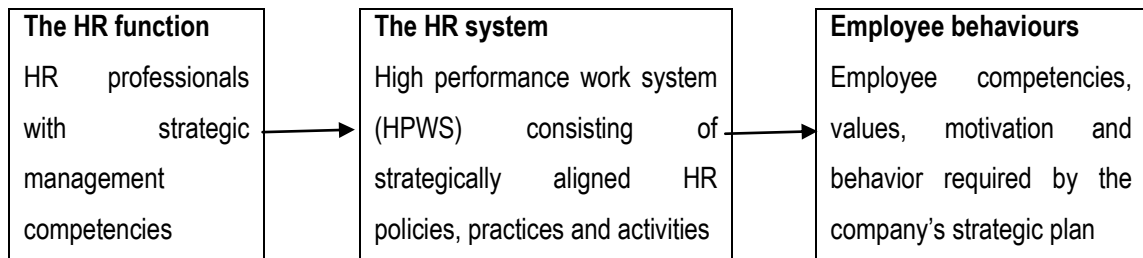 The HR function
HR professionals
with strategic
management
competencies
The HR system
High performance work system
(HPWS) consisting of
strategically aligned HR
policies, practices and activities
Employee behaviours
Employee competencies,
values, motivation and
behavior required by the
company's strategic plan